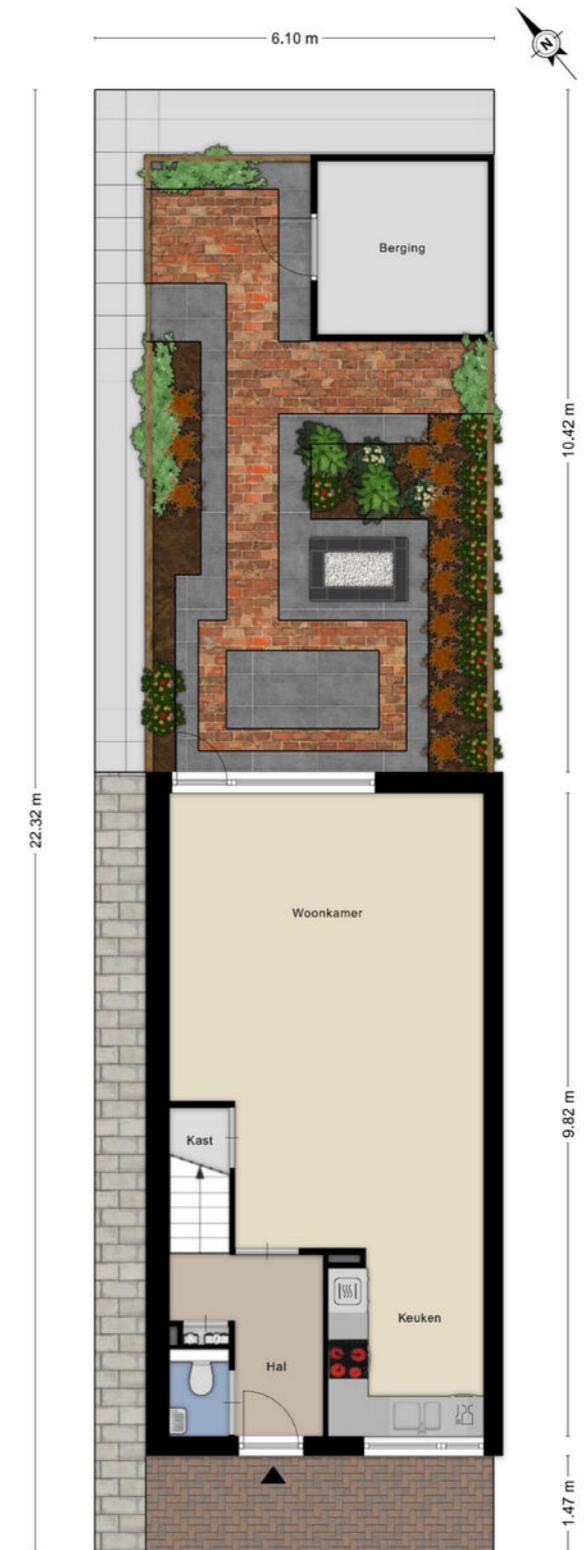 6.10 m
N
Berging
10.42 m
22.32 m
Woonkamer
9.82 m
Kast
Keuken
Hal
1.47 m